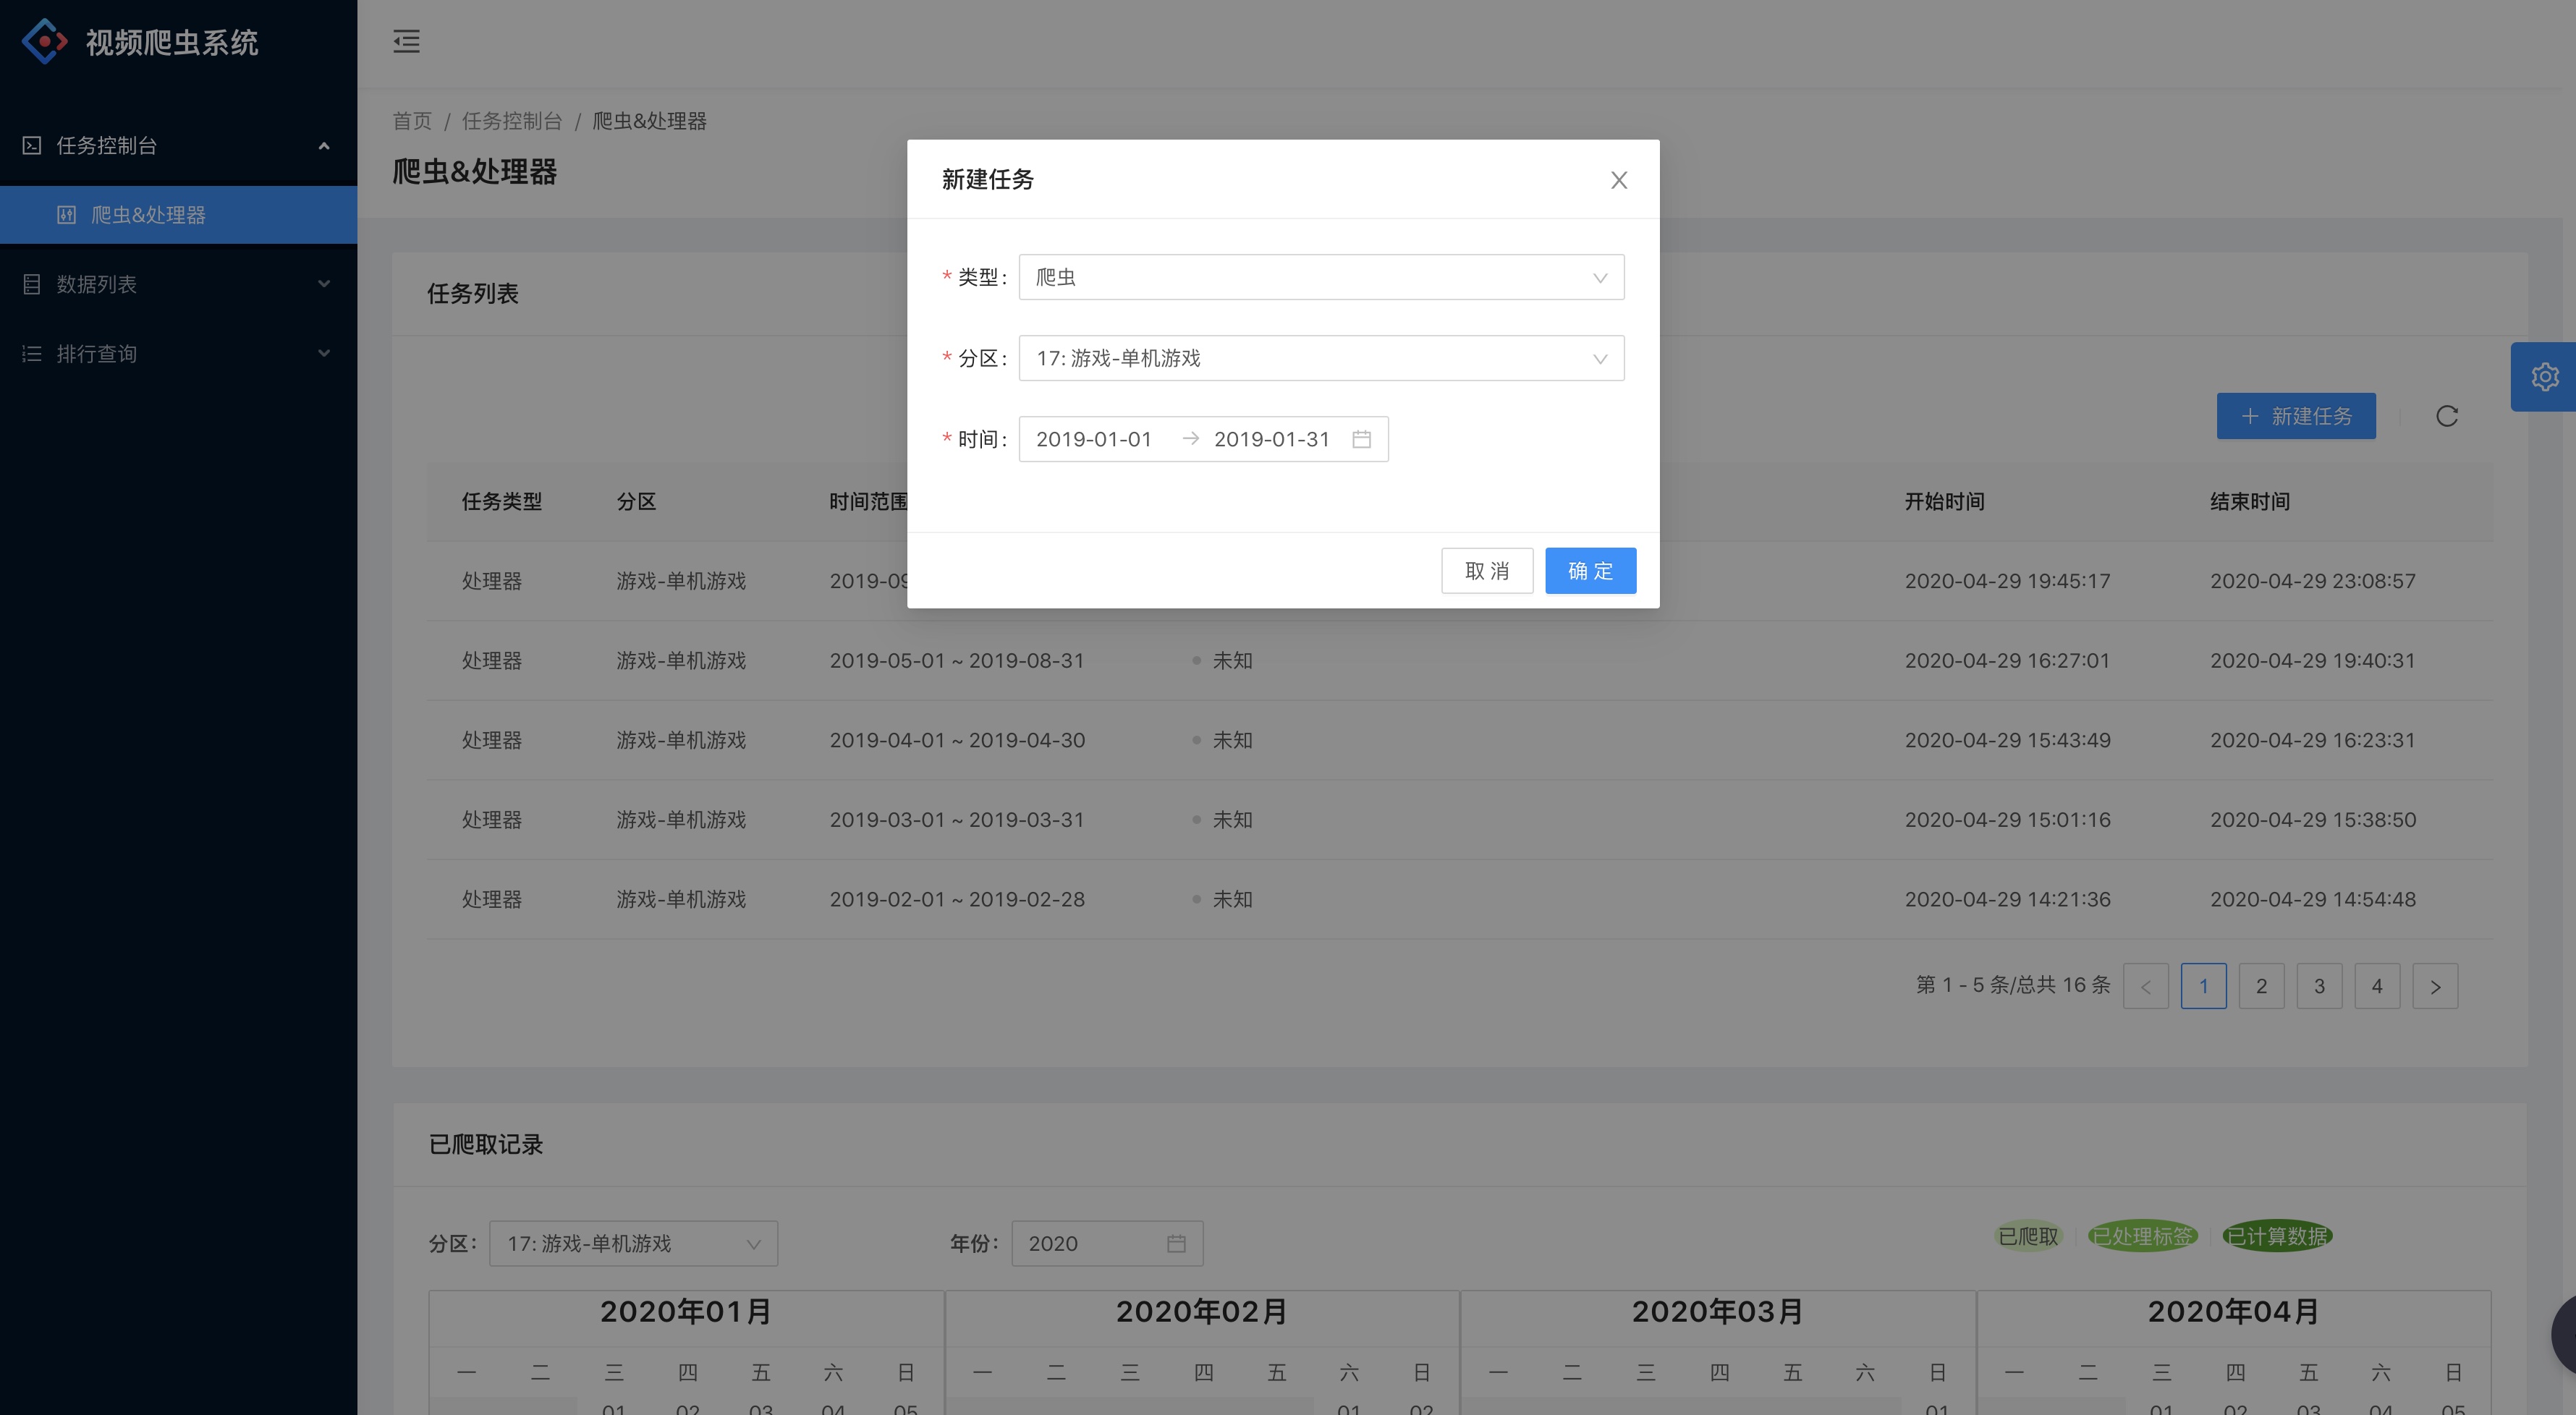 视频爬虫系统
任务控制台
爬虫&处理器
数据列表
排行查询
首页 / 任务控制台 / 爬虫&处理器
爬虫&处理器
任务列表
新建任务
* 类型: 爬虫
* 分区: 17: 游戏-单机游戏
* 时间: 2019-01-01 → 2019-01-31
取 消 确 定
+ 新建任务
任务类型 分区 时间范围 开始时间 结束时间
处理器 游戏-单机游戏 2019-09 2020-04-29 19:45:17 2020-04-29 23:08:57
处理器 游戏-单机游戏 2019-05-01 ~ 2019-08-31 未知 2020-04-29 16:27:01 2020-04-29 19:40:31
处理器 游戏-单机游戏 2019-04-01 ~ 2019-04-30 未知 2020-04-29 15:43:49 2020-04-29 16:23:31
处理器 游戏-单机游戏 2019-03-01 ~ 2019-03-31 未知 2020-04-29 15:01:16 2020-04-29 15:38:50
处理器 游戏-单机游戏 2019-02-01 ~ 2019-02-28 未知 2020-04-29 14:21:36 2020-04-29 14:54:48
第 1 - 5 条/总共 16 条 < 1 2 3 4 >
已爬取记录
分区: 17: 游戏-单机游戏 年份: 2020 已爬取 已处理标签 已计算数据
2020年01月 2020年02月 2020年03月 2020年04月
一 二 三 四 五 六 日 一 二 三 四 五 六 日 一 二 三 四 五 六 日 一 二 三 四 五 六 日
01 02 03 04 05 01 02 01 01 02 03 04 05